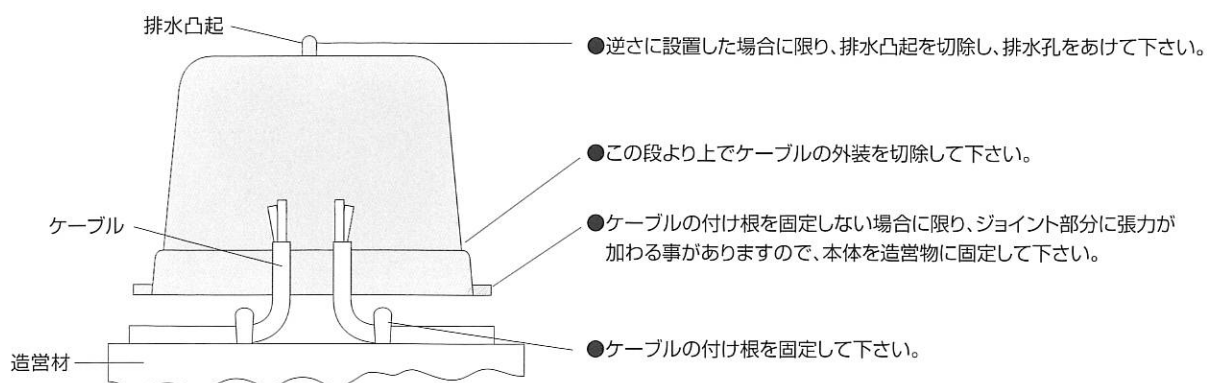 排水凸起
●逆さに設置した場合に限り、排水凸起を切除し、排水孔をあけて下さい。
●この段より上でケーブルの外装を切除して下さい。
ケーブル
●ケーブルの付け根を固定しない場合に限り、ジョイント部分に張力が
加わる事がありますので、本体を造営物に固定して下さい。
●ケーブルの付け根を固定して下さい。
造営材